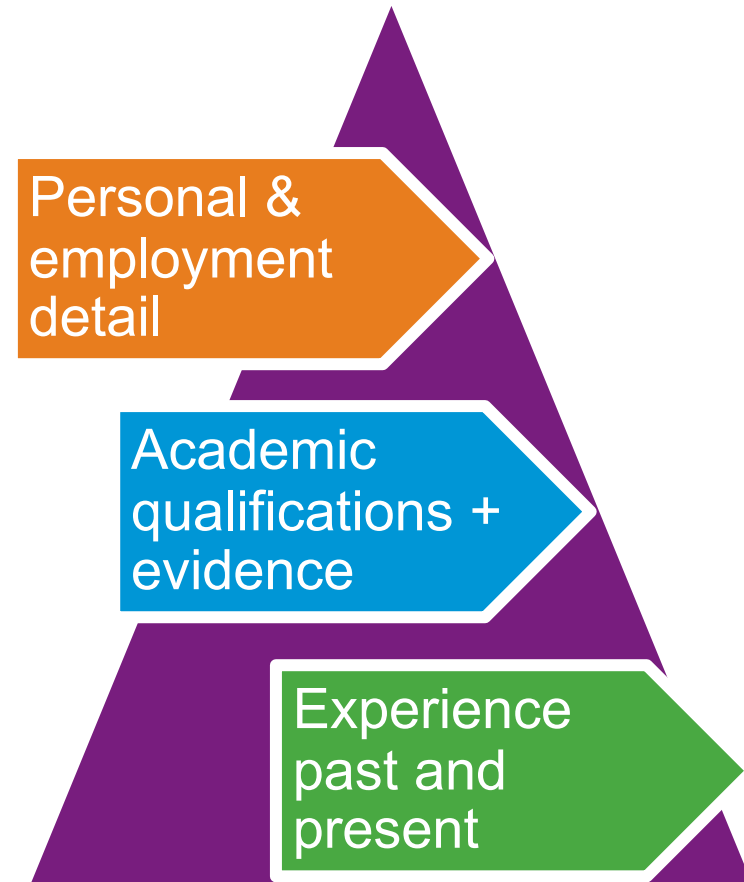 Personal &
employment
detail
Academic
qualifications +
evidence
Experience
past and
present